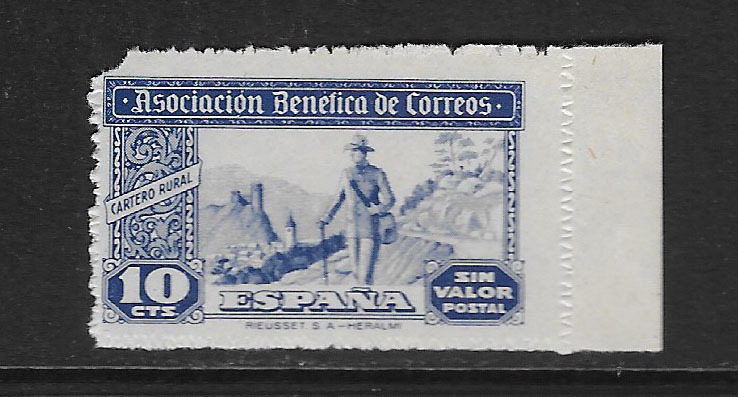 · Asociación Benefica de Correos ·
CARTERO RURAL
10
CTS
ESPAÑA
SIN
VALOR
POSTAL
RIEUSSET S.A-HERALMI